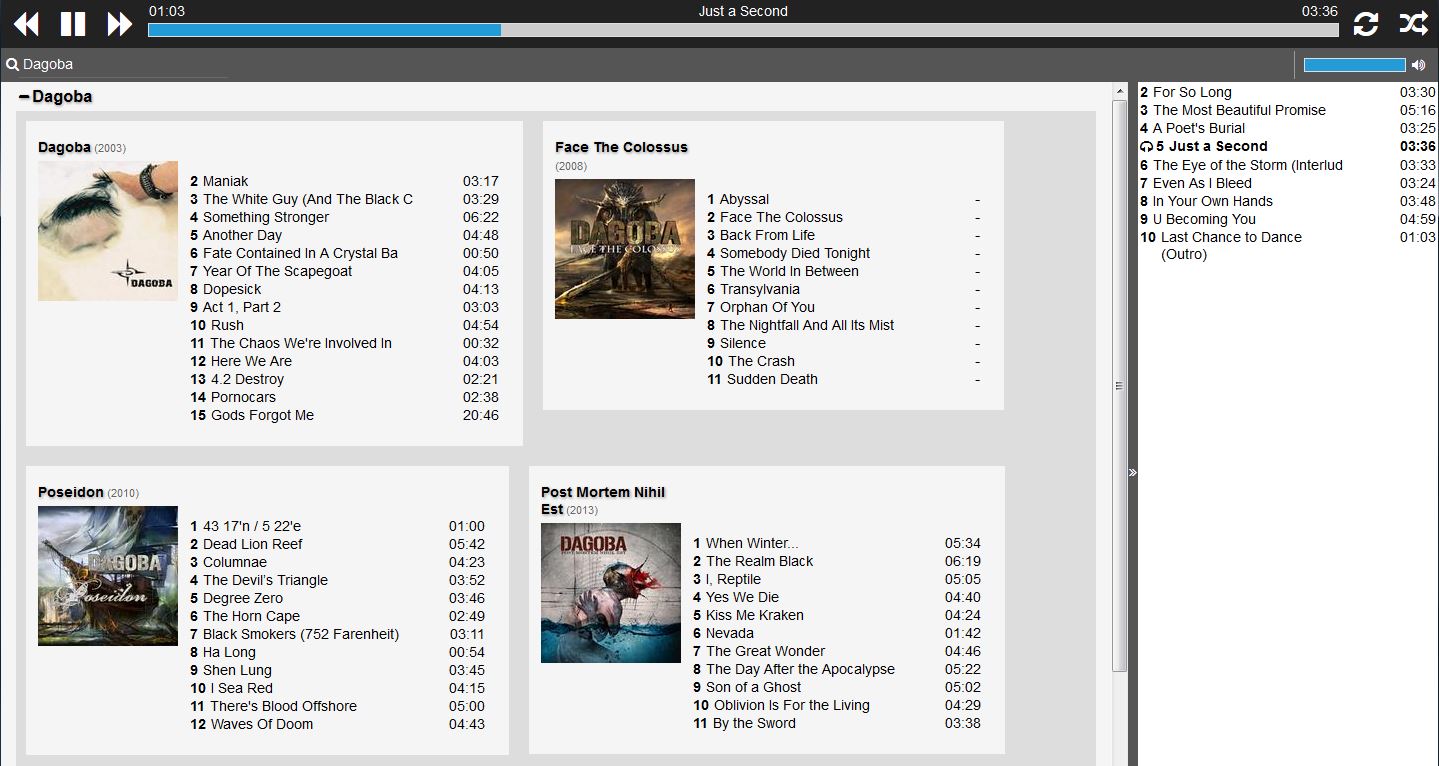 01:03 Just a Second 03:36
Dagoba
Dagoba
Dagoba (2003)
DAGOBA
2 Maniak 03:17
3 The White Guy (And The Black C 03:29
4 Something Stronger 06:22
5 Another Day 04:48
6 Fate Contained In A Crystal Ba 00:50
7 Year Of The Scapegoat 04:05
8 Dopesick 04:13
9 Act 1, Part 2 03:03
10 Rush 04:54
11 The Chaos We're Involved In 00:32
12 Here We Are 04:03
13 4.2 Destroy 02:21
14 Pornocars 02:38
15 Gods Forgot Me 20:46
Face The Colossus
(2008)
DAGOBA
FACE THE COLOSSUS
1 Abyssal -
2 Face The Colossus -
3 Back From Life -
4 Somebody Died Tonight -
5 The World In Between -
6 Transylvania -
7 Orphan Of You -
8 The Nightfall And All Its Mist -
9 Silence -
10 The Crash -
11 Sudden Death -
Poseidon (2010)
DAGOBA
Poseidon
1 43 17'n / 5 22'e 01:00
2 Dead Lion Reef 05:42
3 Columnae 04:23
4 The Devil's Triangle 03:52
5 Degree Zero 03:46
6 The Horn Cape 02:49
7 Black Smokers (752 Farenheit) 03:11
8 Ha Long 00:54
9 Shen Lung 03:45
10 I Sea Red 04:15
11 There's Blood Offshore 05:00
12 Waves Of Doom 04:43
Post Mortem Nihil
Est (2013)
DAGOBA
POST MORTEM NIHIL EST
1 When Winter... 05:34
2 The Realm Black 06:19
3 I, Reptile 05:05
4 Yes We Die 04:40
5 Kiss Me Kraken 04:24
6 Nevada 01:42
7 The Great Wonder 04:46
8 The Day After the Apocalypse 05:22
9 Son of a Ghost 05:02
10 Oblivion Is For the Living 04:29
11 By the Sword 03:38
2 For So Long 03:30
3 The Most Beautiful Promise 05:16
4 A Poet's Burial 03:25
5 Just a Second 03:36
6 The Eye of the Storm (Interlud 03:33
7 Even As I Bleed 03:24
8 In Your Own Hands 03:48
9 U Becoming You 04:59
10 Last Chance to Dance 01:03
(Outro)